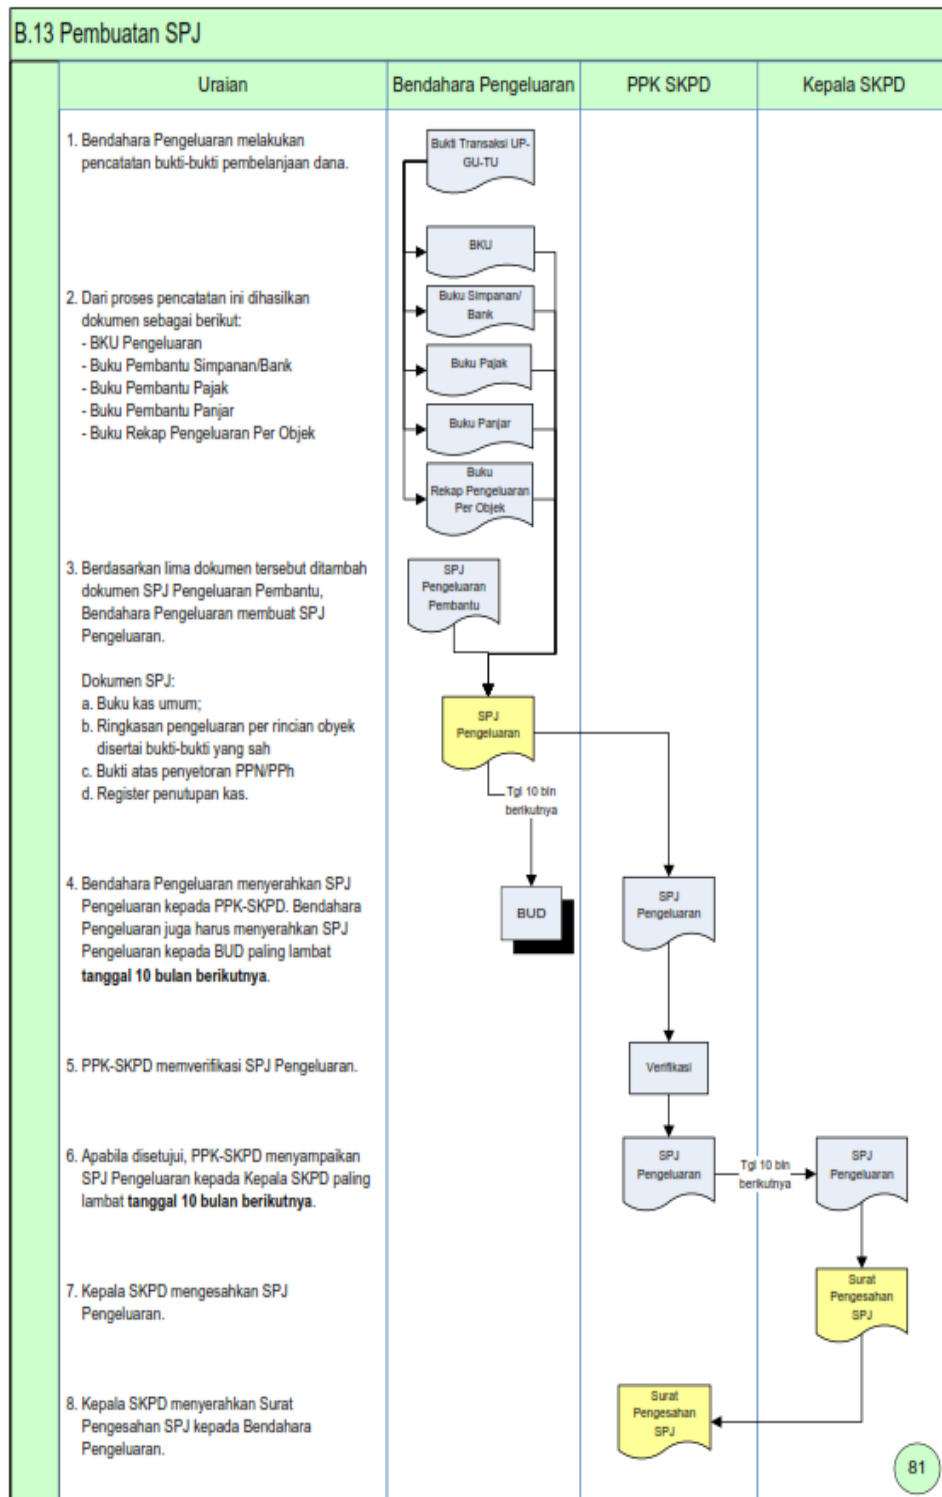 B.13 Pembuatan SPJ
Uraian
Bendahara Pengeluaran
PPK SKPD
Kepala SKPD
1. Bendahara Pengeluaran melakukan
pencatatan bukti-bukti pembelanjaan dana.
Bukti Transaksi UP-
GU-TU
BKU
2. Dari proses pencatatan ini dihasilkan
dokumen sebagai berikut:
- BKU Pengeluaran
- Buku Pembantu Simpanan/Bank
- Buku Pembantu Pajak
- Buku Pembantu Panjar
- Buku Rekap Pengeluaran Per Objek
Buku Simpanan/
Bank
Buku Pajak
Buku Panjar
Buku
Rekap Pengeluaran
Per Objek
3. Berdasarkan lima dokumen tersebut ditambah
dokumen SPJ Pengeluaran Pembantu,
Bendahara Pengeluaran membuat SPJ
Pengeluaran.
SPJ
Pengeluaran
Pembantu
Dokumen SPJ:
a. Buku kas umum;
b. Ringkasan pengeluaran per rincian obyek
disertai bukti-bukti yang sah
c. Bukti atas penyetoran PPN/PPh
d. Register penutupan kas.
SPJ
Pengeluaran
Tgl 10 bln
berikutnya
4. Bendahara Pengeluaran menyerahkan SPJ
Pengeluaran kepada PPK-SKPD. Bendahara
Pengeluaran juga harus menyerahkan SPJ
Pengeluaran kepada BUD paling lambat
tanggal 10 bulan berikutnya.
BUD
SPJ
Pengeluaran
5. PPK-SKPD memverifikasi SPJ Pengeluaran.
Verifikasi
6. Apabila disetujui, PPK-SKPD menyampaikan
SPJ Pengeluaran kepada Kepala SKPD paling
lambat tanggal 10 bulan berikutnya.
SPJ
Pengeluaran
Tgl 10 bln
berikutnya
SPJ
Pengeluaran
7. Kepala SKPD mengesahkan SPJ
Pengeluaran.
Surat
Pengesahan
SPJ
8. Kepala SKPD menyerahkan Surat
Pengesahan SPJ kepada Bendahara
Pengeluaran.
Surat
Pengesahan
SPJ
81